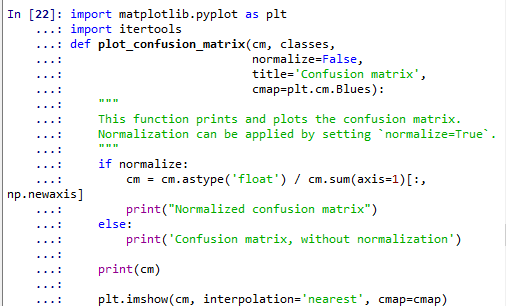 In [22]: import matplotlib.pyplot as plt
    ...: import itertools
    ...: def plot_confusion_matrix(cm, classes,
    ...:                           normalize=False,
    ...:                           title='Confusion matrix',
    ...:                           cmap=plt.cm.Blues):
    ...:     """
    ...:     This function prints and plots the confusion matrix.
    ...:     Normalization can be applied by setting `normalize=True`.
    ...:     """
    ...:     if normalize:
    ...:         cm = cm.astype('float') / cm.sum(axis=1)[:,
np.newaxis]
    ...:         print("Normalized confusion matrix")
    ...:     else:
    ...:         print('Confusion matrix, without normalization')
    ...:
    ...:     print(cm)
    ...:
    ...:     plt.imshow(cm, interpolation='nearest', cmap=cmap)